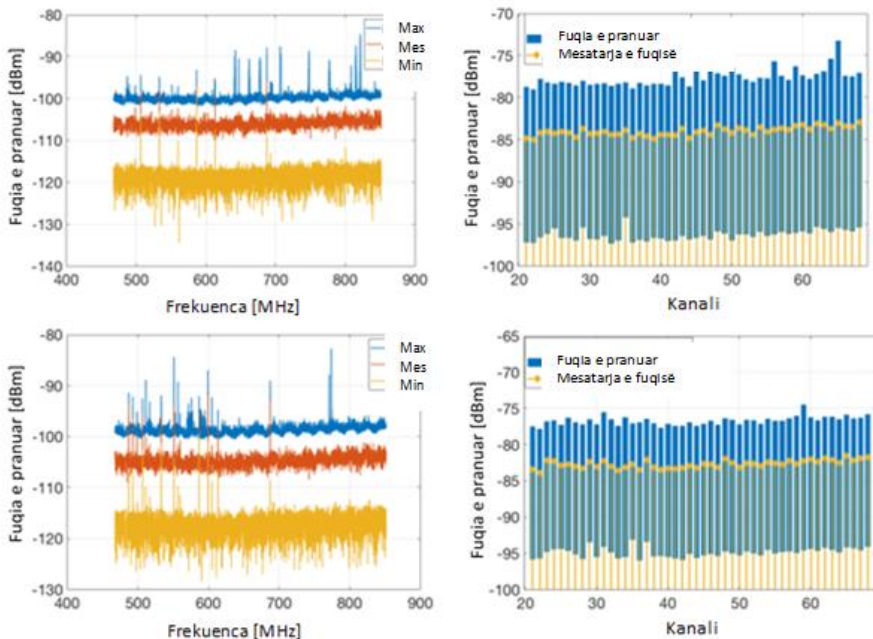 Fuqia e pranuar [dBm]
-80
-90
-100
-110
-120
-130
-140
400 500 600 700 800 900
Frekuenca [MHz]
Max
Mes
Min
Fuqia e pranuar [dBm]
-70
-75
-80
-85
-90
-95
-100
20 30 40 50 60
Kanali
Fuqia e pranuar
Mesatarja e fuqisë
Fuqia e pranuar [dBm]
-80
-90
-100
-110
-120
-130
400 500 600 700 800 900
Frekuenca [MHz]
Max
Mes
Min
Fuqia e pranuar [dBm]
-65
-70
-75
-80
-85
-90
-95
-100
20 30 40 50 60
Kanali
Fuqia e pranuar
Mesatarja e fuqisë